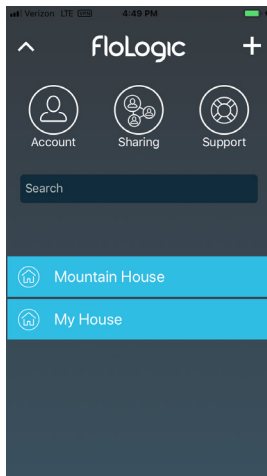 Verizon LTE 4:49 PM
FloLogic
Account Sharing Support
Search
Mountain House
My House